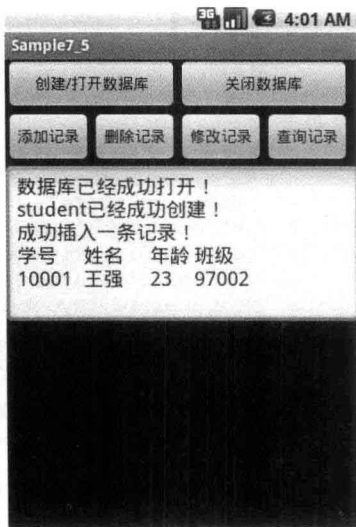 3G 4:01 AM
Sample7_5
创建/打开数据库 关闭数据库
添加记录 删除记录 修改记录 查询记录
数据库已经成功打开！
student已经成功创建！
成功插入一条记录！
学号 姓名 年龄 班级
10001 王强 23 97002